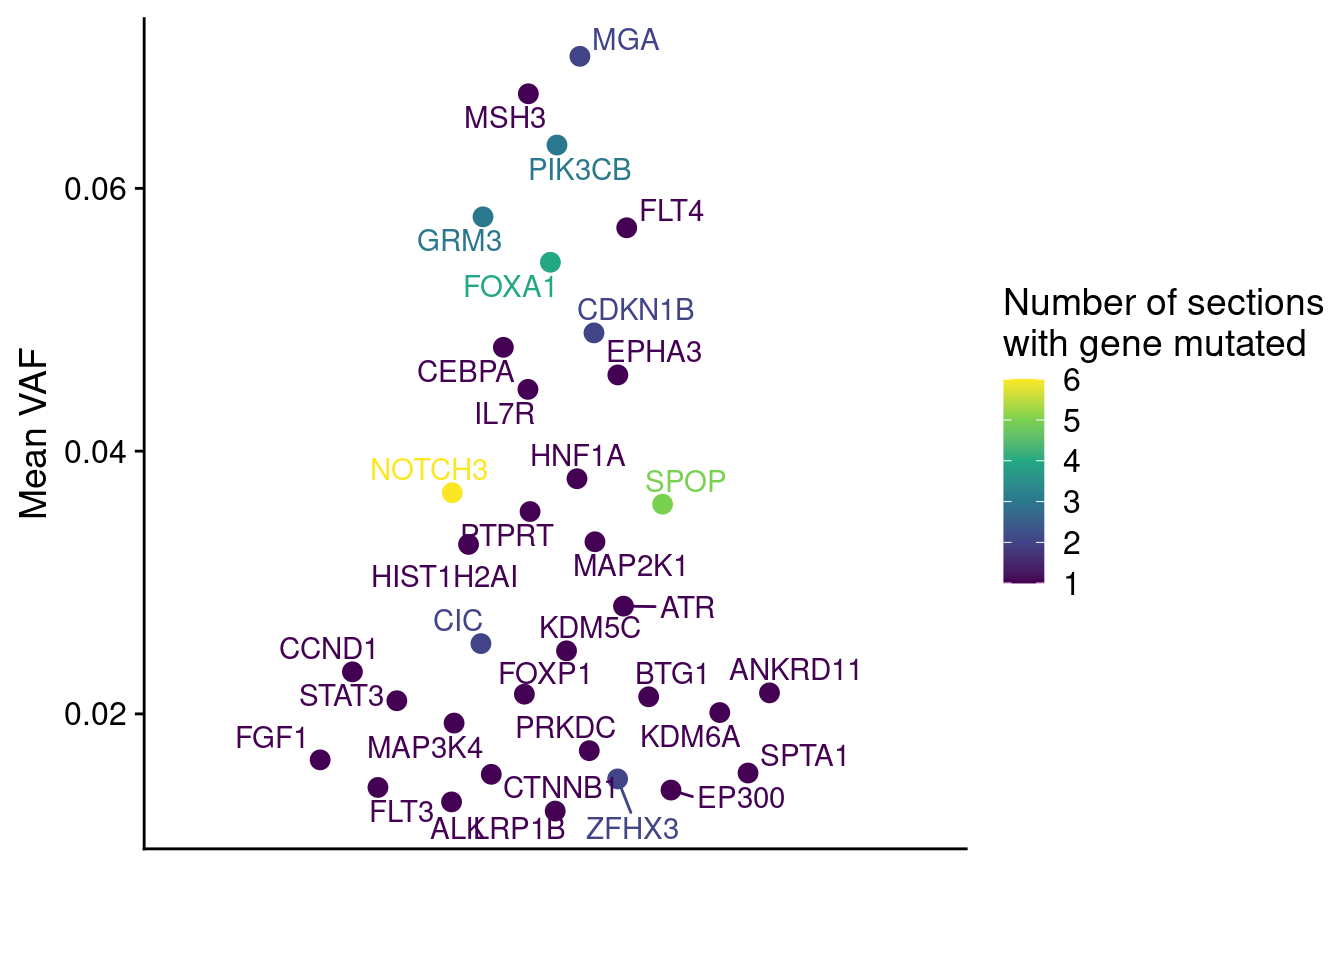 MGA
MSH3
PIK3CB
0.06
FLT4
GRM3
FOXA1
CDKN1B
EPHA3
CEBPA
IL7R
Mean VAF
0.04
HNF1A
NOTCH3
SPOP
PTPRT
MAP2K1
HIST1H2AI
ATR
CIC
KDM5C
CCND1
FOXP1
BTG1
ANKRD11
STAT3
0.02
PRKDC
FGF1
MAP3K4
KDM6A
SPTA1
CTNNB1
EP300
FLT3
ALK
LRP1B
ZFHX3
Number of sections
with gene mutated
6
5
4
3
2
1